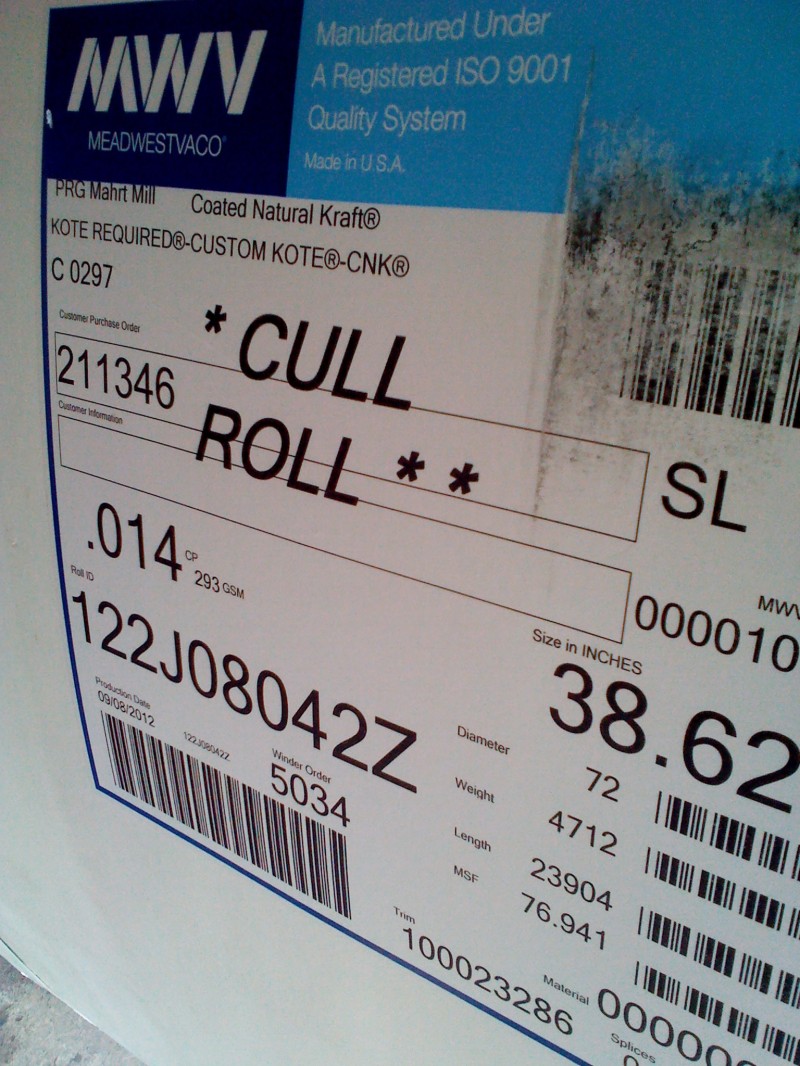 MWV
MEADWESTVACO®
Manufactured Under
A Registered ISO 9001
Quality System
Made in U.S.A.
PRG Mahrt Mill
Coated Natural Kraft®
KOTE REQUIRED®-CUSTOM KOTE®-CNK®
C 0297
* CULL
Customer Purchase Order
211346
ROLL * *
SL
Customer Information
.014 CP
293 GSM
000010
MWV
Roll ID
122J08042Z
Size in INCHES
38.62
Production Date
09/08/2012
122J08042Z
Winder Order
5034
Diameter 72
Weight 4712
Length 23904
MSF 76.941
Trim
100023286
Material
Splices